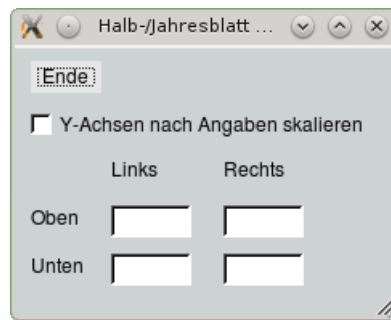 Halb-/Jahresblatt ...
Ende
Y-Achsen nach Angaben skalieren
Links Rechts
Oben
Unten